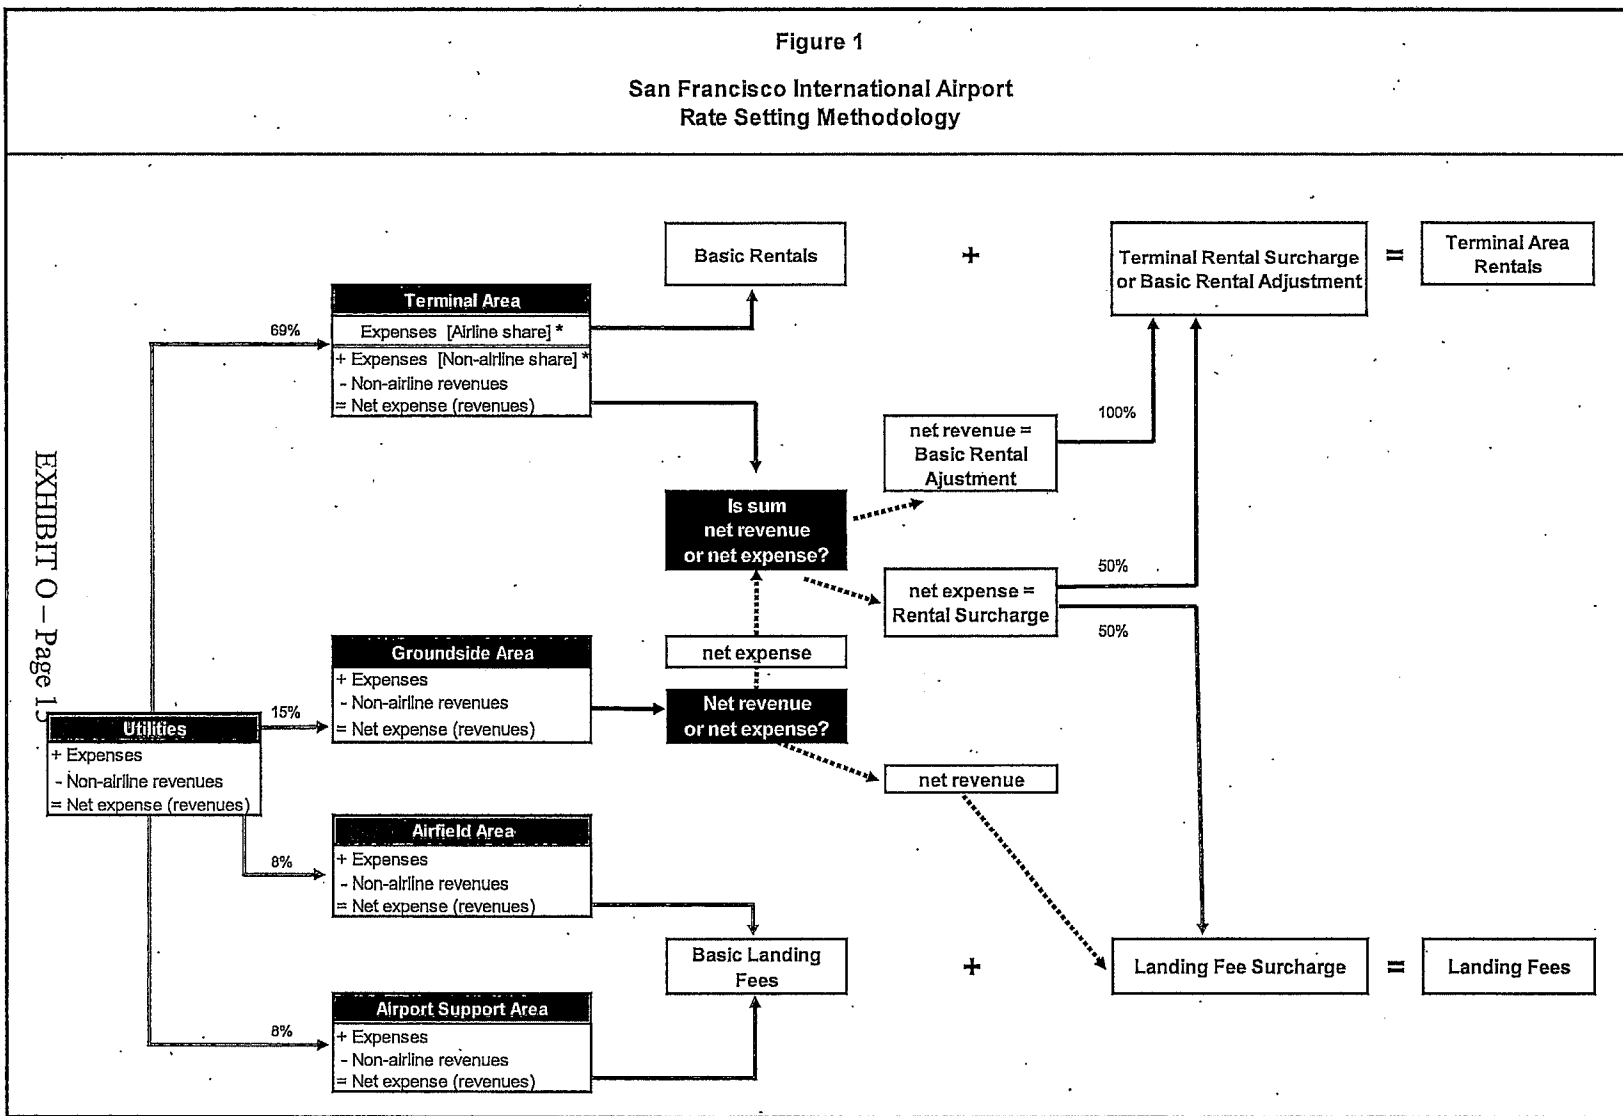 Figure 1
San Francisco International Airport
Rate Setting Methodology
Basic Rentals
+
Terminal Rental Surcharge
or Basic Rental Adjustment
=
Terminal Area
Rentals
Terminal Area
Expenses [Airline share] *
+ Expenses [Non-airline share] *
- Non-airline revenues
= Net expense (revenues)
69%
100%
net revenue =
Basic Rental
Ajustment
Is sum
net revenue
or net expense?
50%
net expense =
Rental Surcharge
50%
EXHIBIT O – Page
net expense
Groundside Area
+ Expenses
- Non-airline revenues
= Net expense (revenues)
15%
Net revenue
or net expense?
Utilities
+ Expenses
- Non-airline revenues
= Net expense (revenues)
net revenue
Airfield Area
+ Expenses
- Non-airline revenues
= Net expense (revenues)
8%
Basic Landing
Fees
+
Landing Fee Surcharge
=
Landing Fees
Airport Support Area
+ Expenses
- Non-airline revenues
= Net expense (revenues)
8%